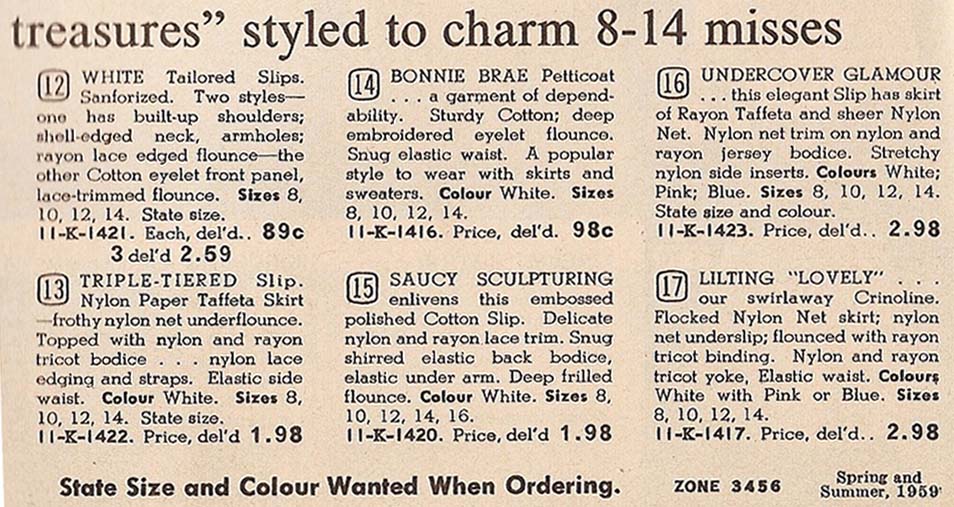 treasures” styled to charm 8-14 misses
12 WHITE Tailored Slips.
Sanforized. Two styles—
one has built-up shoulders;
shell-edged neck, armholes;
rayon lace edged flounce—the
other Cotton eyelet front panel,
lace-trimmed flounce. Sizes 8,
10, 12, 14. State size.
11-K-1421. Each, del'd.. 89c
3 del'd 2.59
13 TRIPLE-TIERED Slip.
Nylon Paper Taffeta Skirt
—frothy nylon net underflounce.
Topped with nylon and rayon
tricot bodice . . . nylon lace
edging and straps. Elastic side
waist. Colour White. Sizes 8,
10, 12, 14. State size.
11-K-1422. Price, del'd 1.98
14 BONNIE BRAE Petticoat
. . . a garment of depend-
ability. Sturdy Cotton; deep
embroidered eyelet flounce.
Snug elastic waist. A popular
style to wear with skirts and
sweaters. Colour White. Sizes
8, 10, 12, 14.
11-K-1416. Price, del'd. 98c
15 SAUCY SCULPTURING
enlivens this embossed
polished Cotton Slip. Delicate
nylon and rayon lace trim. Snug
shirred elastic back bodice,
elastic under arm. Deep frilled
flounce. Colour White. Sizes 8,
10, 12, 14, 16.
11-K-1420. Price, del'd 1.98
16 UNDERCOVER GLAMOUR
. . . this elegant Slip has skirt
of Rayon Taffeta and sheer Nylon
Net. Nylon net trim on nylon and
rayon jersey bodice. Stretchy
nylon side inserts. Colours White;
Pink; Blue. Sizes 8, 10, 12, 14.
State size and colour.
11-K-1423. Price, del'd.. 2.98
17 LILTING "LOVELY" . . .
our swirlaway Crinoline.
Flocked Nylon Net skirt; nylon
net underslip; flounced with rayon
tricot binding. Nylon and rayon
tricot yoke, Elastic waist. Colours
White with Pink or Blue. Sizes
8, 10, 12, 14.
11-K-1417. Price, del'd.. 2.98
State Size and Colour Wanted When Ordering.
ZONE 3456
Spring and
Summer, 1959